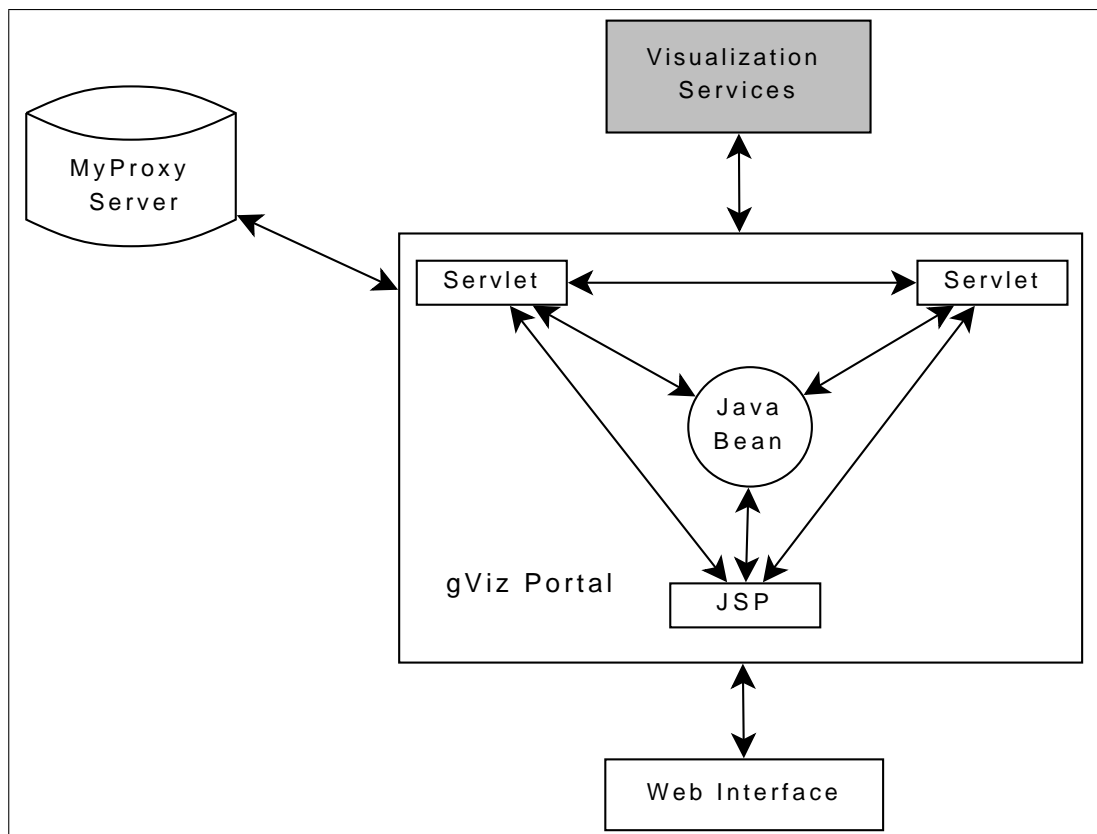 Visualization
Services
MyProxy
Server
Servlet
Servlet
Java
Bean
gViz Portal
JSP
Web Interface